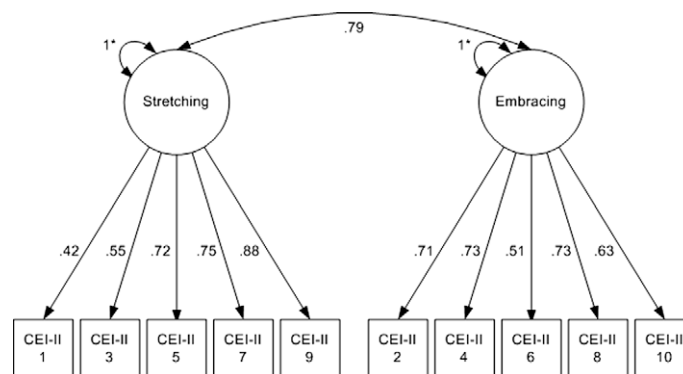 .79
1*
1*
Stretching
Embracing
.42
.55
.72
.75
.88
.71
.73
.51
.73
.63
CEI-II
1
CEI-II
3
CEI-II
5
CEI-II
7
CEI-II
9
CEI-II
2
CEI-II
4
CEI-II
6
CEI-II
8
CEI-II
10